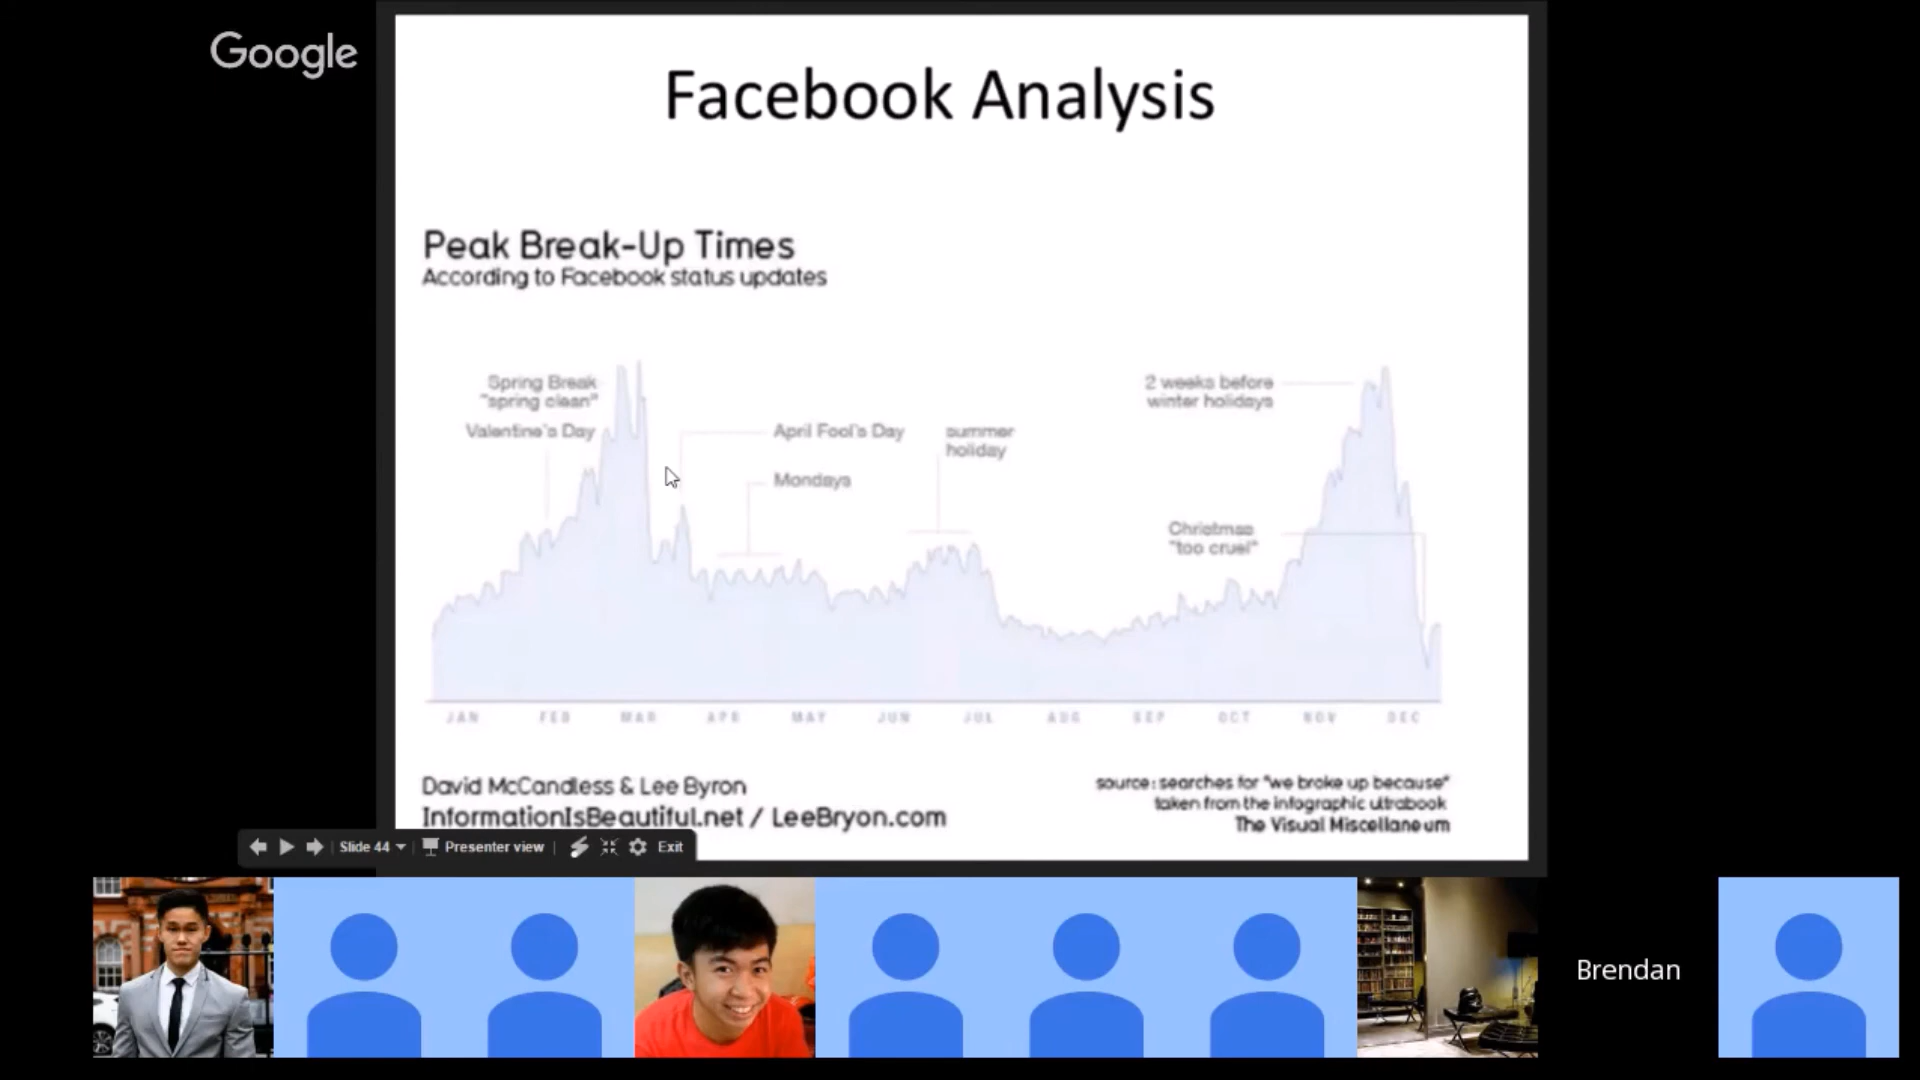 Google
Facebook Analysis
Peak Break-Up Times
According to Facebook status updates
Spring Break
"spring clean"
Valentine's Day
April Fool's Day
Mondays
summer
holiday
2 weeks before
winter holidays
Christmas
"too cruel"
JAN FEB MAR APR MAY JUN JUL AUG SEP OCT NOV DEC
David McCandless & Lee Byron
InformationIsBeautiful.net / LeeBryon.com
source: searches for "we broke up because"
taken from the infographic ultrabook
The Visual Miscellaneum
Slide 44
Presenter view
Exit
Brendan